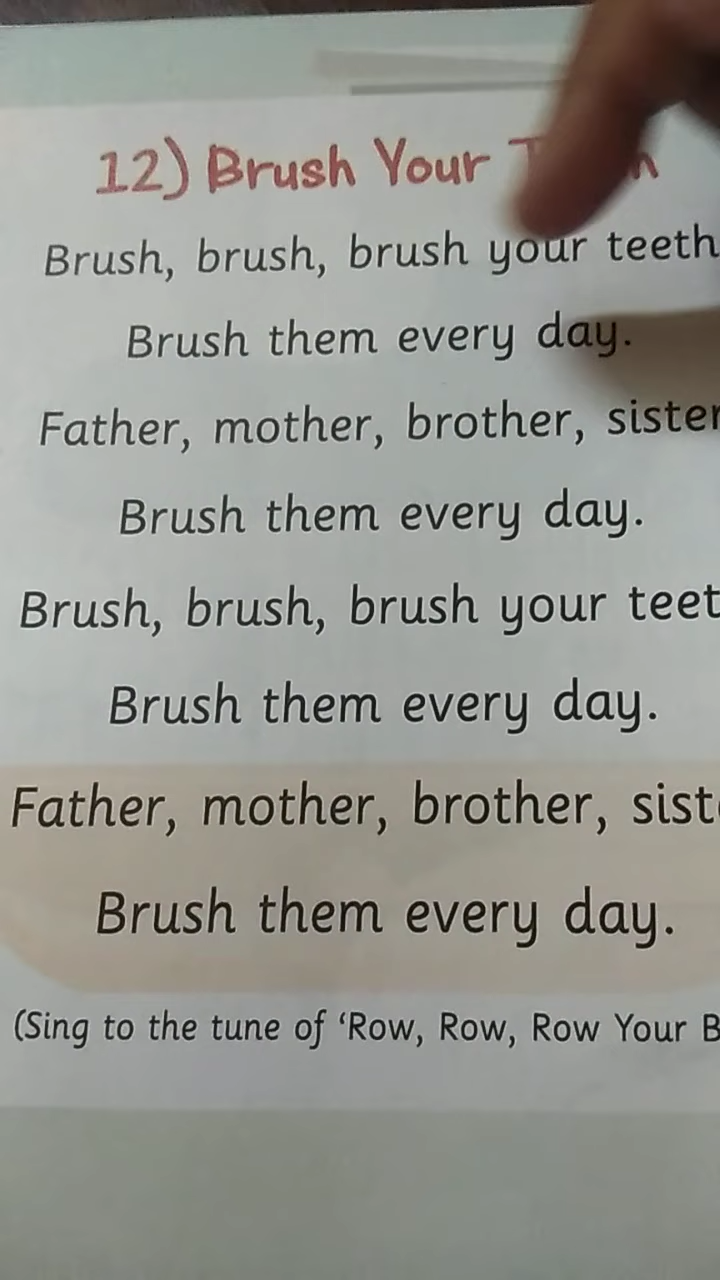 12) Brush Your
Brush, brush, brush your teeth
Brush them every day.
Father, mother, brother, sister
Brush them every day.
Brush, brush, brush your teet
Brush them every day.
Father, mother, brother, sist
Brush them every day.
(Sing to the tune of ‘Row, Row, Row Your B